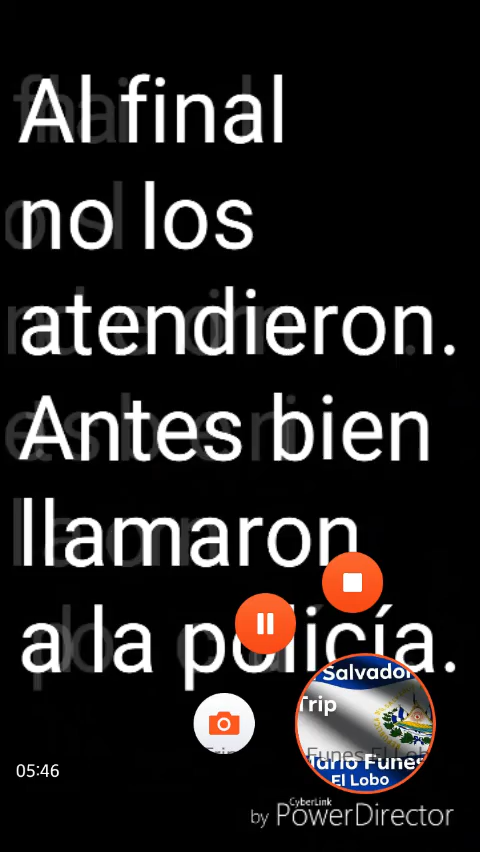 Al final
no los
atendieron.
Antes bien
llamaron
a la policía.
Salvador
Trip
Mario Funes
El Lobo
05:46
CyberLink
by PowerDirector